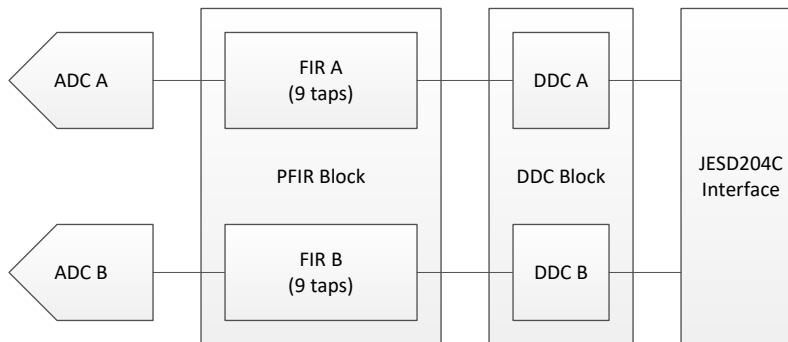 ADC A
FIR A
(9 taps)
DDC A
PFIR Block
DDC Block
JESD204C
Interface
ADC B
FIR B
(9 taps)
DDC B